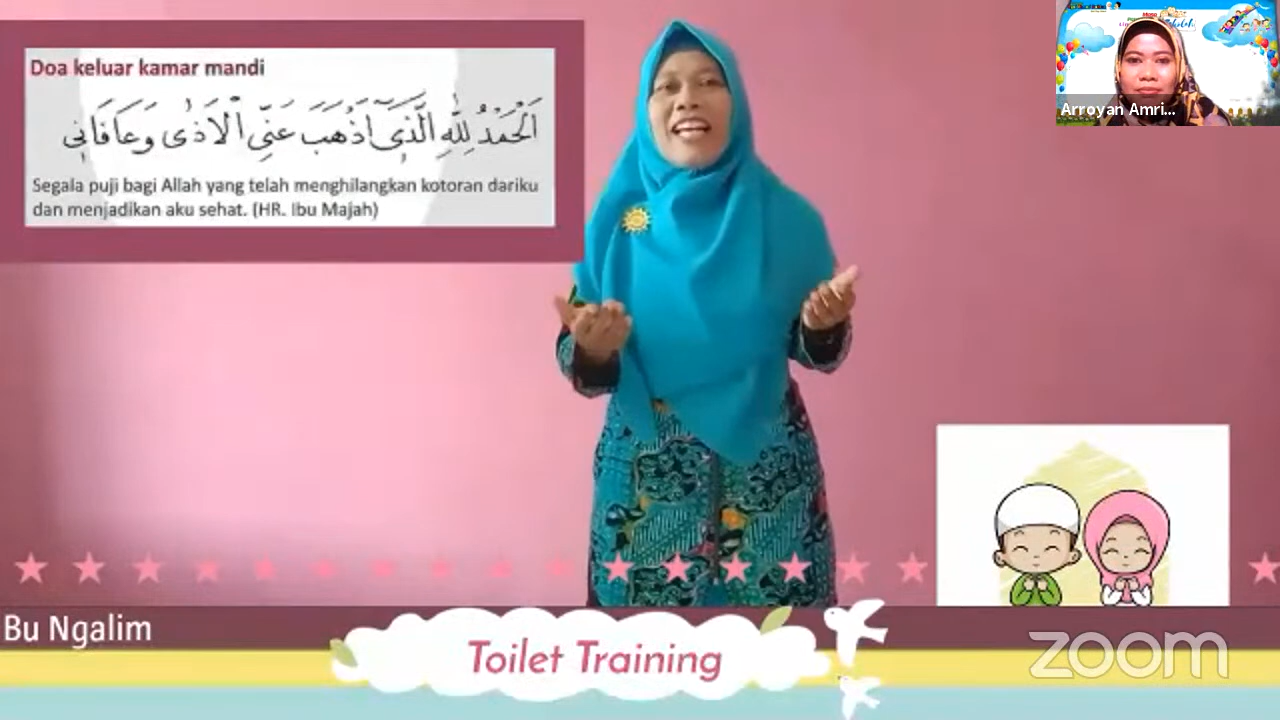 Doa keluar kamar mandi
اَلْحَمْدُ لِلّٰهِ الَّذِيْٓ اَذْهَبَ عَنِّى الْاَذٰى وَعَافَانِى
Segala puji bagi Allah yang telah menghilangkan kotoran dariku
dan menjadikan aku sehat. (HR. Ibu Majah)
Arroyan Amri...
Bu Ngalim
Toilet Training
zoom